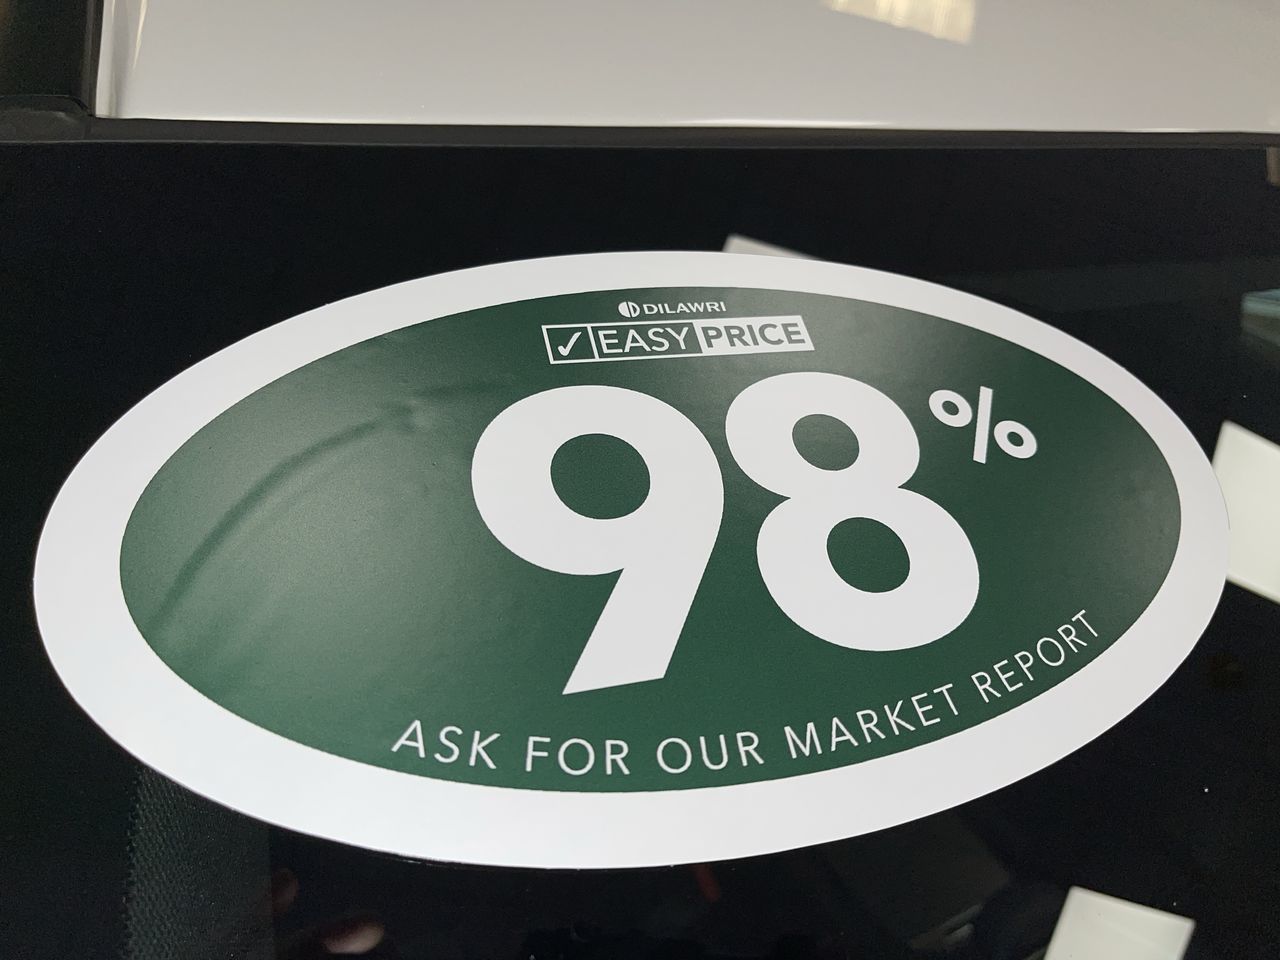 DILAWRI
✓ EASY PRICE
98%
ASK FOR OUR MARKET REPORT